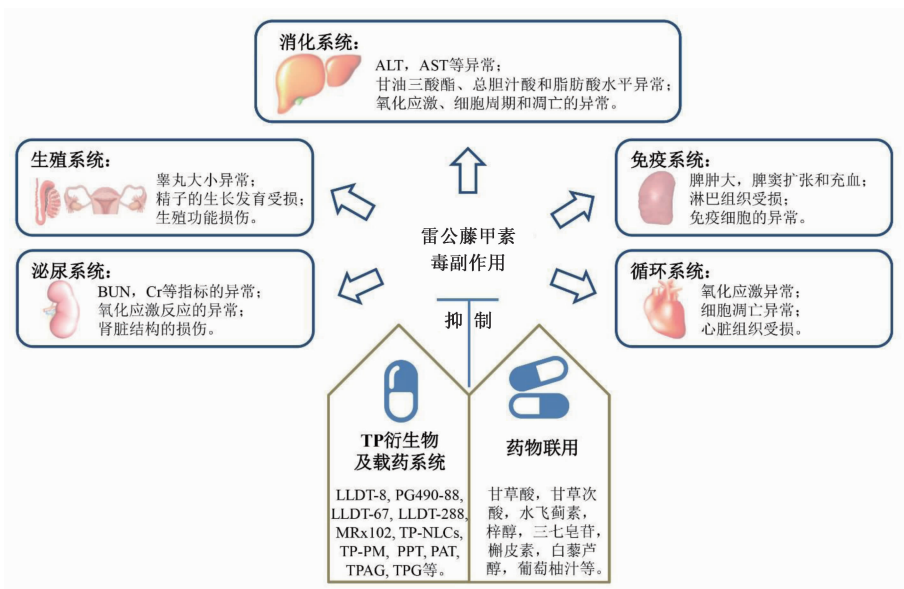 消化系统：
ALT，AST等异常；
甘油三酸酯、总胆汁酸和脂肪酸水平异常；
氧化应激、细胞周期和凋亡的异常。
生殖系统：
睾丸大小异常；
精子的生长发育受损；
生殖功能损伤。
免疫系统：
脾肿大，脾窦扩张和充血；
淋巴组织受损；
免疫细胞的异常。
雷公藤甲素
毒副作用
泌尿系统：
BUN，Cr等指标的异常；
氧化应激反应的异常；
肾脏结构的损伤。
循环系统：
氧化应激异常；
细胞凋亡异常；
心脏组织受损。
抑制
TP衍生物
及载药系统
LLDT-8, PG490-88,
LLDT-67, LLDT-288,
MRx102, TP-NLCs,
TP-PM, PPT, PAT,
TPAG, TPG等。
药物联用
甘草酸，甘草次
酸，水飞蓟素，
梓醇，三七皂苷，
槲皮素，白藜芦
醇，葡萄柚汁等。